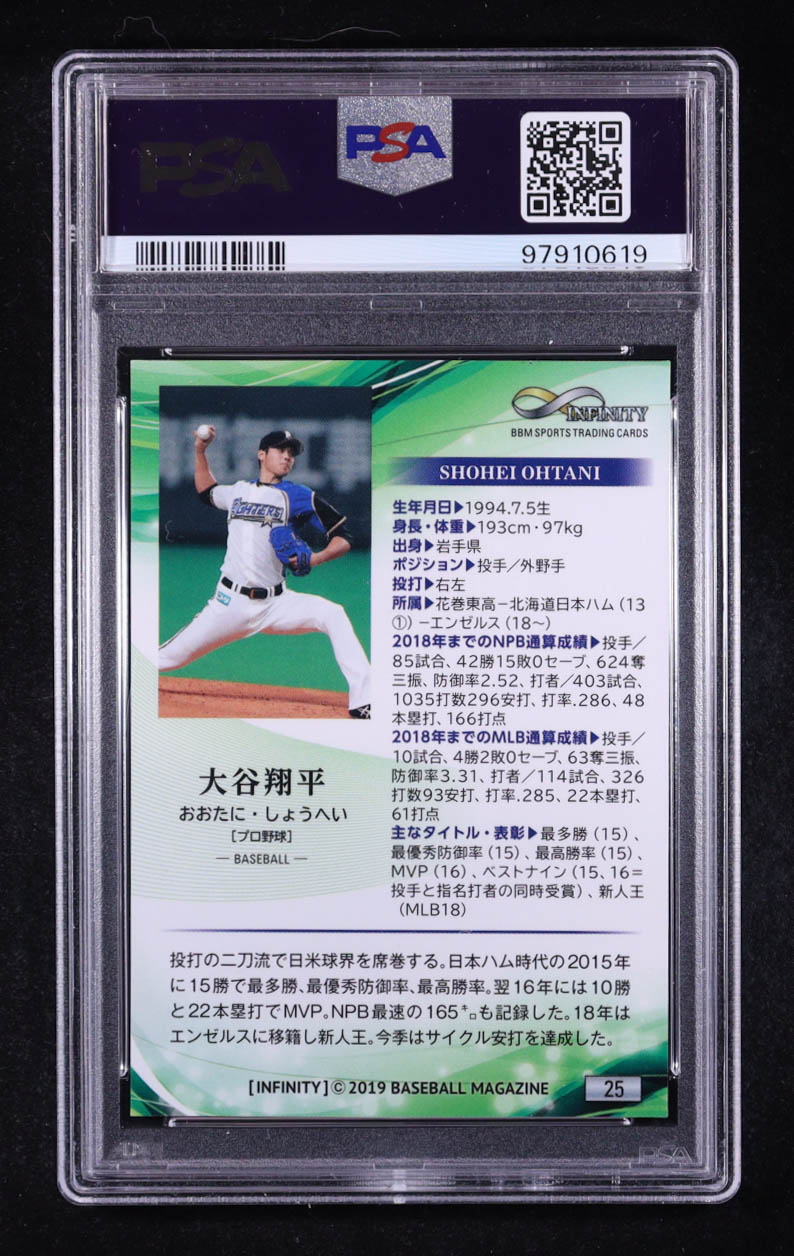 PSA
PSA
97910619
INFINITY
BBM SPORTS TRADING CARDS
SHOHEI OHTANI
生年月日▶1994.7.5生
身長・体重▶193cm・97kg
出身▶岩手県
ポジション▶投手／外野手
投打▶右左
所属▶花巻東高－北海道日本ハム（13
①）－エンゼルス（18～）
2018年までのNPB通算成績▶投手／
85試合、42勝15敗0セーブ、624奪
三振、防御率2.52、打者／403試合、
1035打数296安打、打率.286、48
本塁打、166打点
2018年までのMLB通算成績▶投手／
10試合、4勝2敗0セーブ、63奪三振、
防御率3.31、打者／114試合、326
打数93安打、打率.285、22本塁打、
61打点
主なタイトル・表彰▶最多勝（15）、
最優秀防御率（15）、最高勝率（15）、
MVP（16）、ベストナイン（15、16＝
投手と指名打者の同時受賞）、新人王
（MLB18）
FIGHTERS
大谷翔平
おおたに・しょうへい
［プロ野球］
— BASEBALL —
投打の二刀流で日米球界を席巻する。日本ハム時代の2015年
に15勝で最多勝、最優秀防御率、最高勝率。翌16年には10勝
と22本塁打でMVP。NPB最速の165㌔も記録した。18年は
エンゼルスに移籍し新人王。今季はサイクル安打を達成した。
[INFINITY]© 2019 BASEBALL MAGAZINE
25
PSA